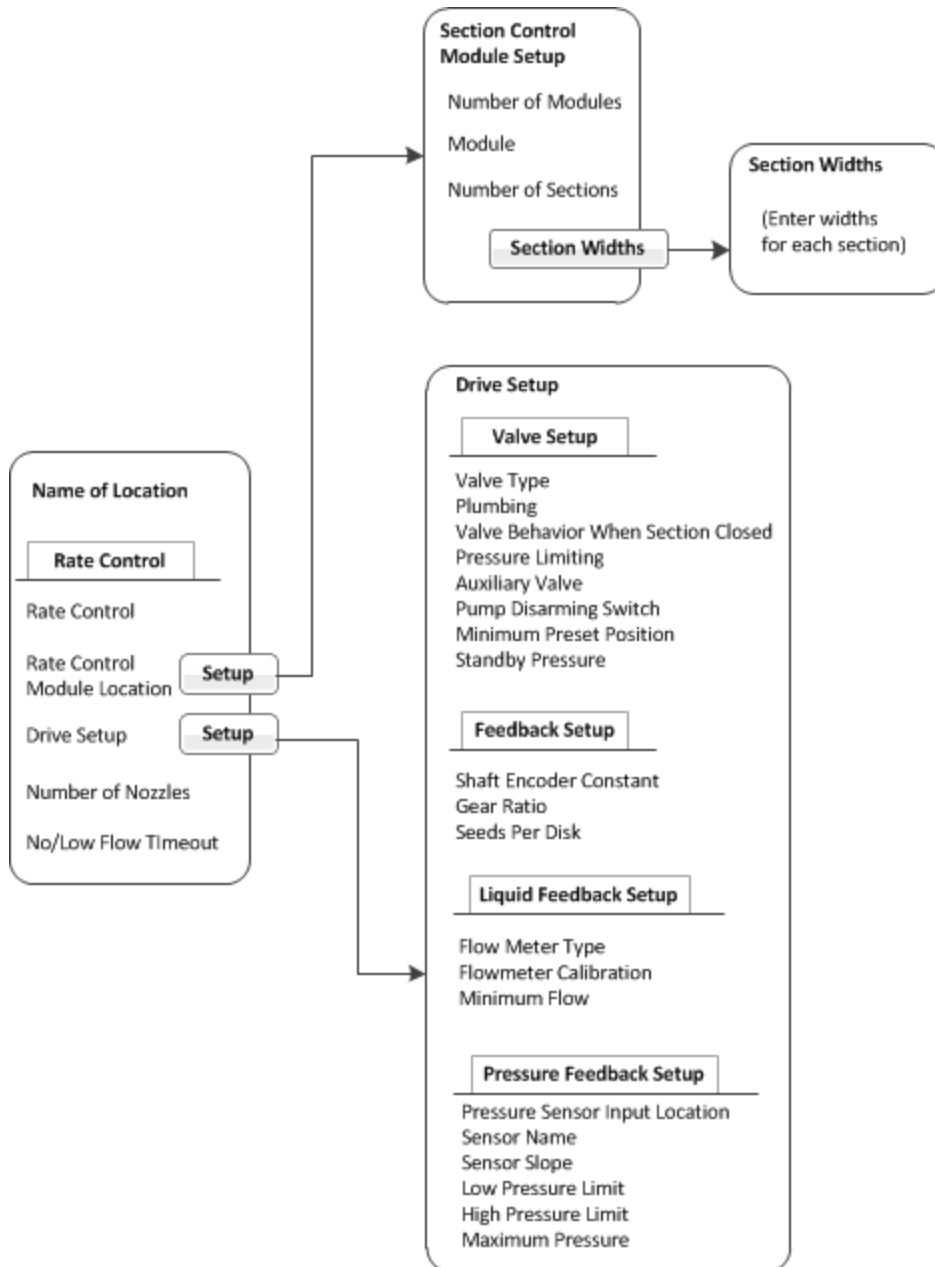 Section Control
Module Setup
Number of Modules
Module
Number of Sections
Section Widths
Section Widths
(Enter widths
for each section)
Name of Location
Rate Control
Rate Control
Rate Control
Module Location
Setup
Drive Setup
Setup
Number of Nozzles
No/Low Flow TImeout
Drive Setup
Valve Setup
Valve Type
Plumbing
Valve Behavior When Section Closed
Pressure Limiting
Auxiliary Valve
Pump Disarming Switch
Minimum Preset Position
Standby Pressure
Feedback Setup
Shaft Encoder Constant
Gear Ratio
Seeds Per Disk
Liquid Feedback Setup
Flow Meter Type
Flowmeter Calibration
Minimum Flow
Pressure Feedback Setup
Pressure Sensor Input Location
Sensor Name
Sensor Slope
Low Pressure Limit
High Pressure Limit
Maximum Pressure